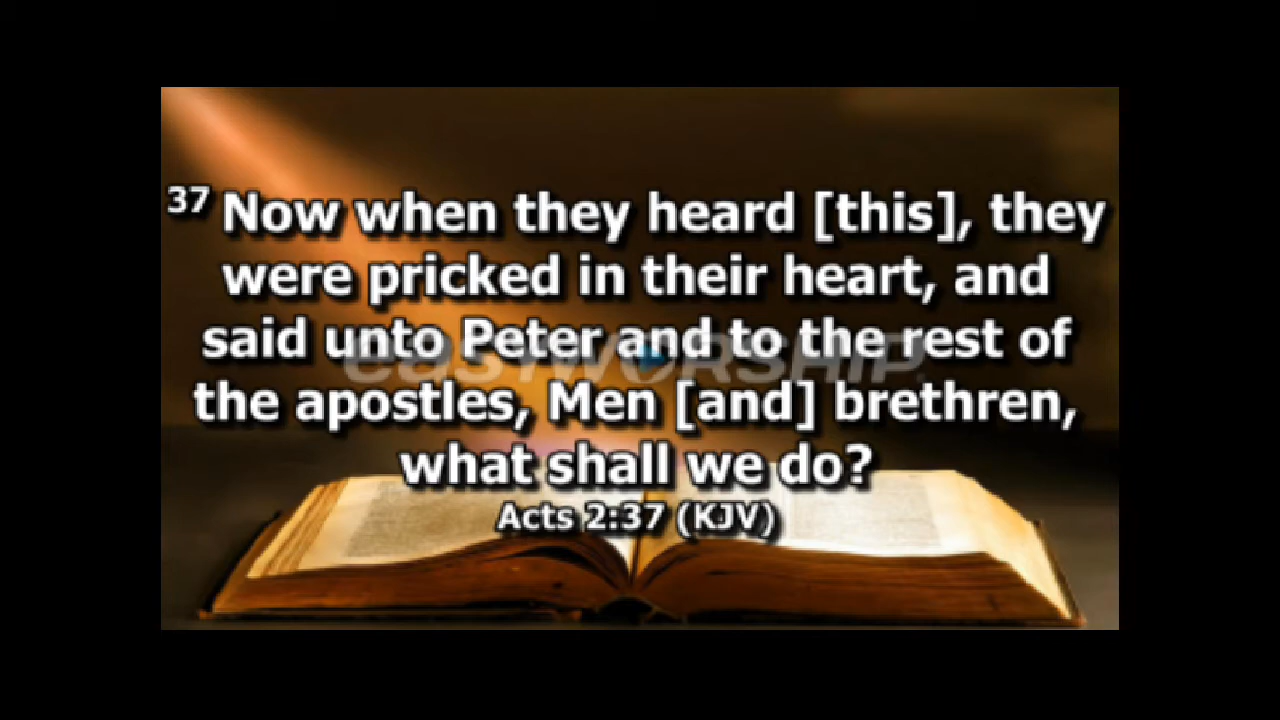 37 Now when they heard [this], they
were pricked in their heart, and
said unto Peter and to the rest of
the apostles, Men [and] brethren,
what shall we do?
Acts 2:37 (KJV)
easyworship.